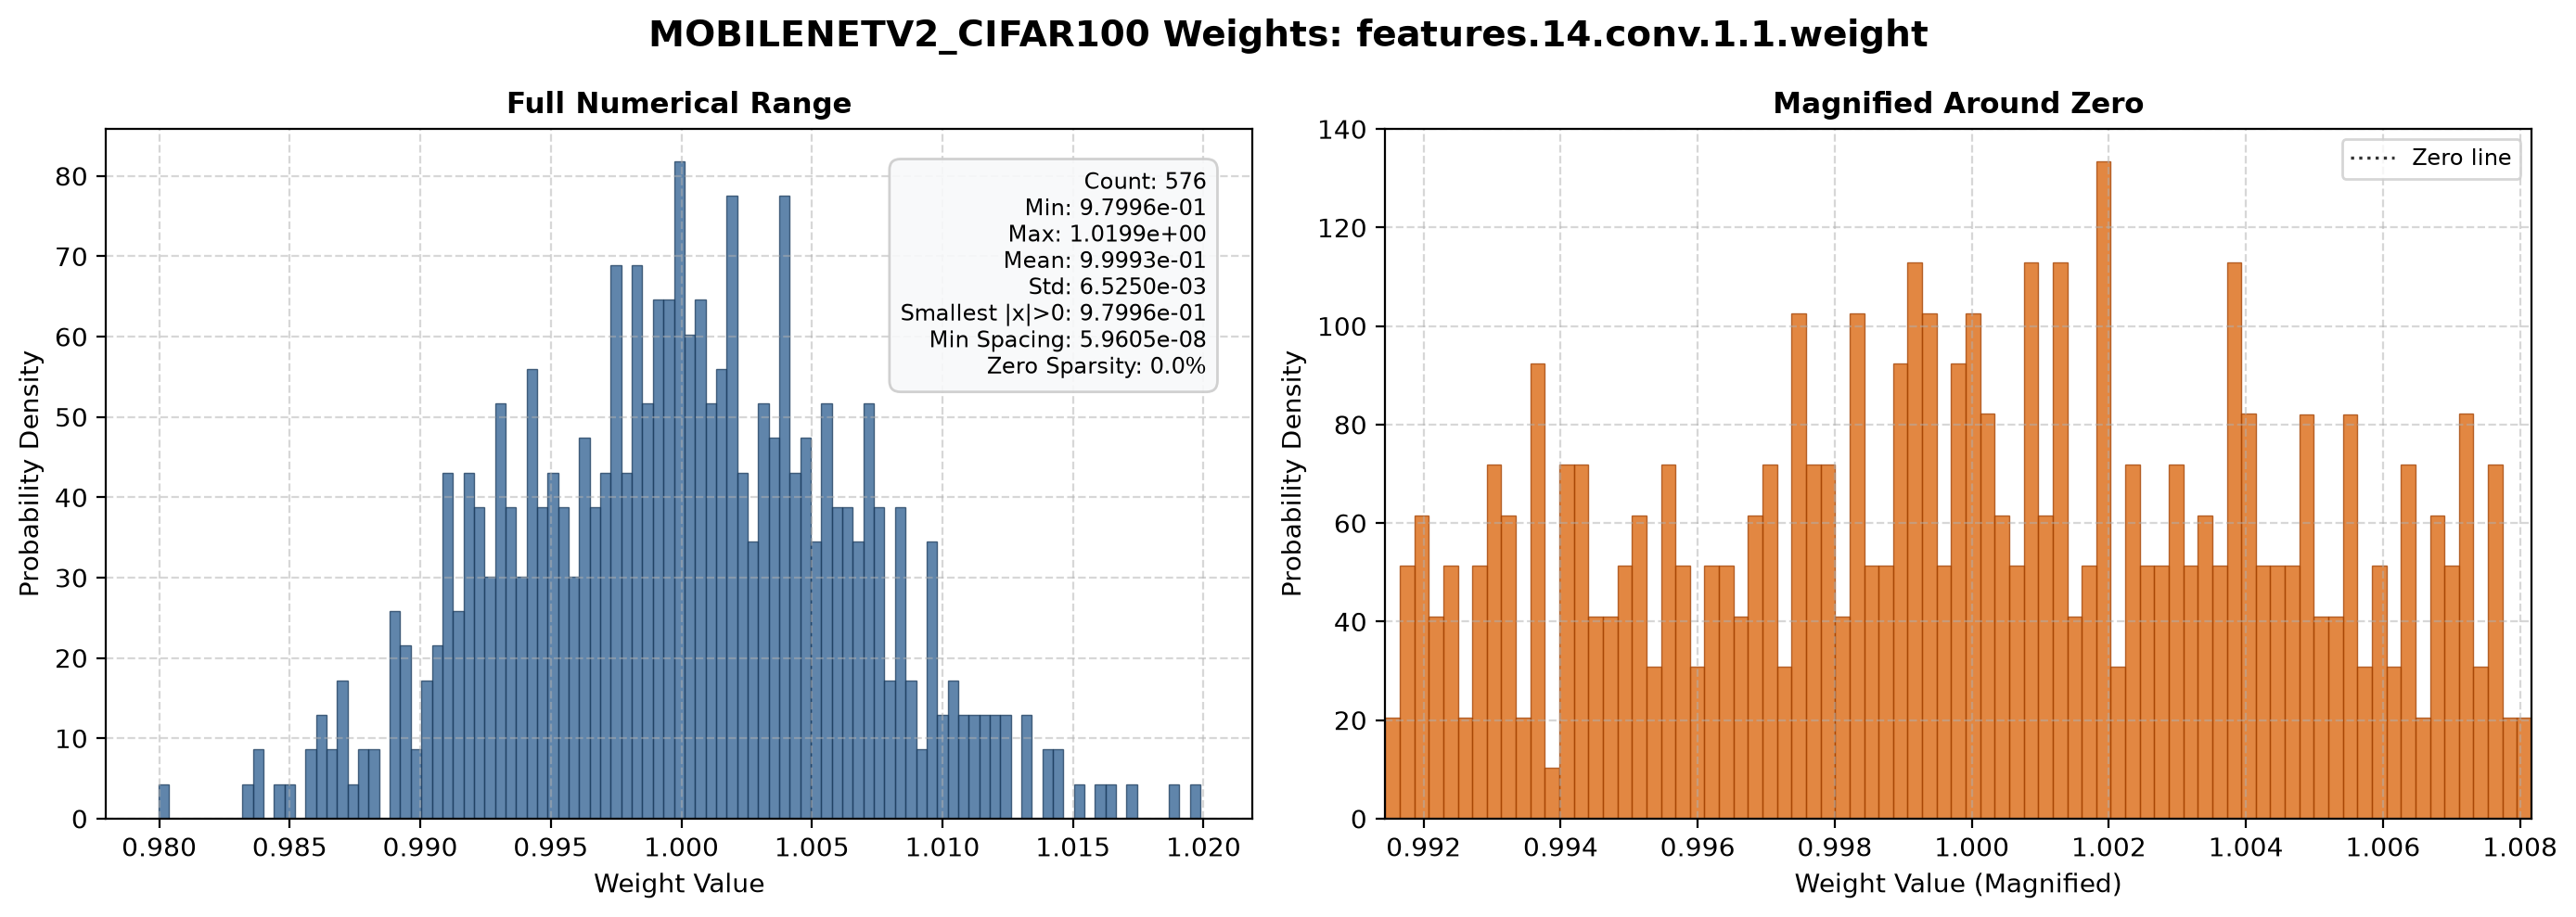 MOBILENETV2_CIFAR100 Weights: features.14.conv.1.1.weight
Full Numerical Range
Probability Density
80
70
60
50
40
30
20
10
0
Count: 576
Min: 9.7996e-01
Max: 1.0199e+00
Mean: 9.9993e-01
Std: 6.5250e-03
Smallest |x|>0: 9.7996e-01
Min Spacing: 5.9605e-08
Zero Sparsity: 0.0%
0.980 0.985 0.990 0.995 1.000 1.005 1.010 1.015 1.020
Weight Value
Magnified Around Zero
Probability Density
140
120
100
80
60
40
20
0
Zero line
0.992 0.994 0.996 0.998 1.000 1.002 1.004 1.006 1.008
Weight Value (Magnified)